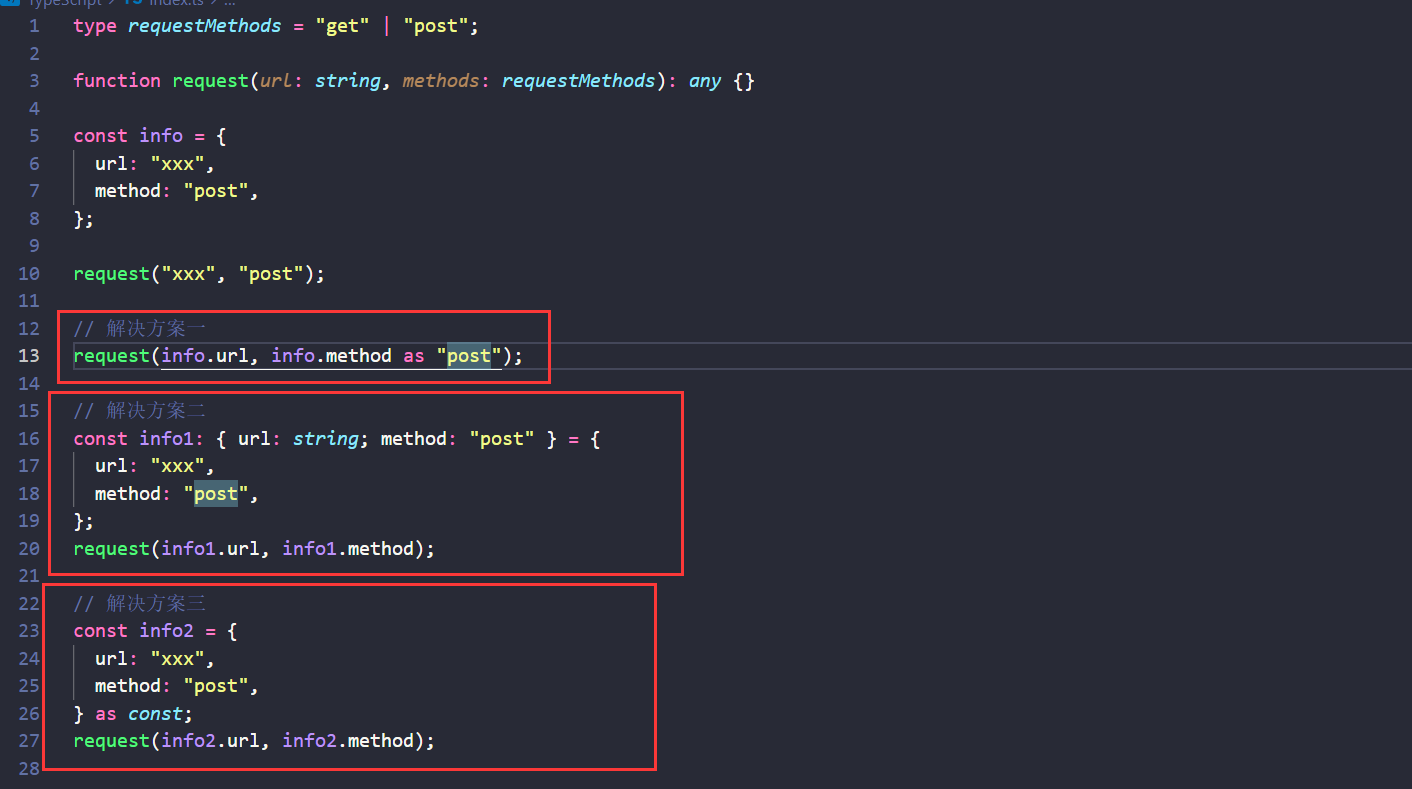 TypeScript > TS index.ts > ...
1 type requestMethods = "get" | "post";
2
3 function request(url: string, methods: requestMethods): any {}
4
5 const info = {
6 url: "xxx",
7 method: "post",
8 };
9
10 request("xxx", "post");
11
12 // 解决方案一
13 request(info.url, info.method as "post");
14
15 // 解决方案二
16 const info1: { url: string; method: "post" } = {
17 url: "xxx",
18 method: "post",
19 };
20 request(info1.url, info1.method);
21
22 // 解决方案三
23 const info2 = {
24 url: "xxx",
25 method: "post",
26 } as const;
27 request(info2.url, info2.method);
28